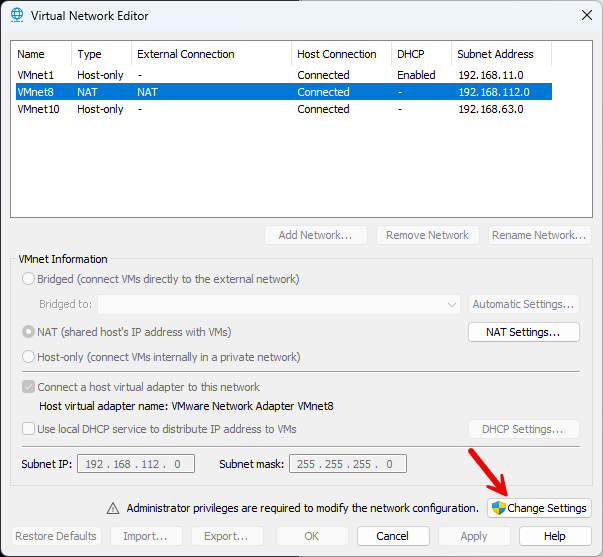 Virtual Network Editor
Name Type External Connection Host Connection DHCP Subnet Address
VMnet1 Host-only - Connected Enabled 192.168.11.0
VMnet8 NAT NAT Connected - 192.168.112.0
VMnet10 Host-only - Connected - 192.168.63.0
Add Network... Remove Network Rename Network...
VMnet Information
Bridged (connect VMs directly to the external network)
Bridged to: Automatic Settings...
NAT (shared host's IP address with VMs) NAT Settings...
Host-only (connect VMs internally in a private network)
Connect a host virtual adapter to this network
Host virtual adapter name: VMware Network Adapter VMnet8
Use local DHCP service to distribute IP address to VMs DHCP Settings...
Subnet IP: 192 . 168 . 112 . 0 Subnet mask: 255 . 255 . 255 . 0
Administrator privileges are required to modify the network configuration. Change Settings
Restore Defaults Import... Export... OK Cancel Apply Help